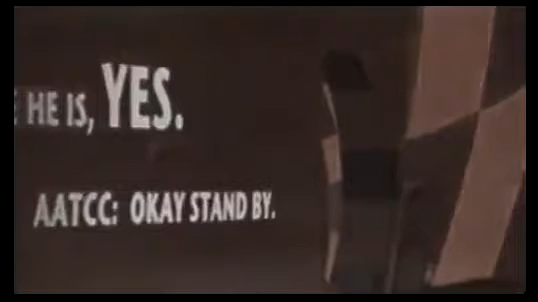 HE IS, YES.
AATCC: OKAY STAND BY.